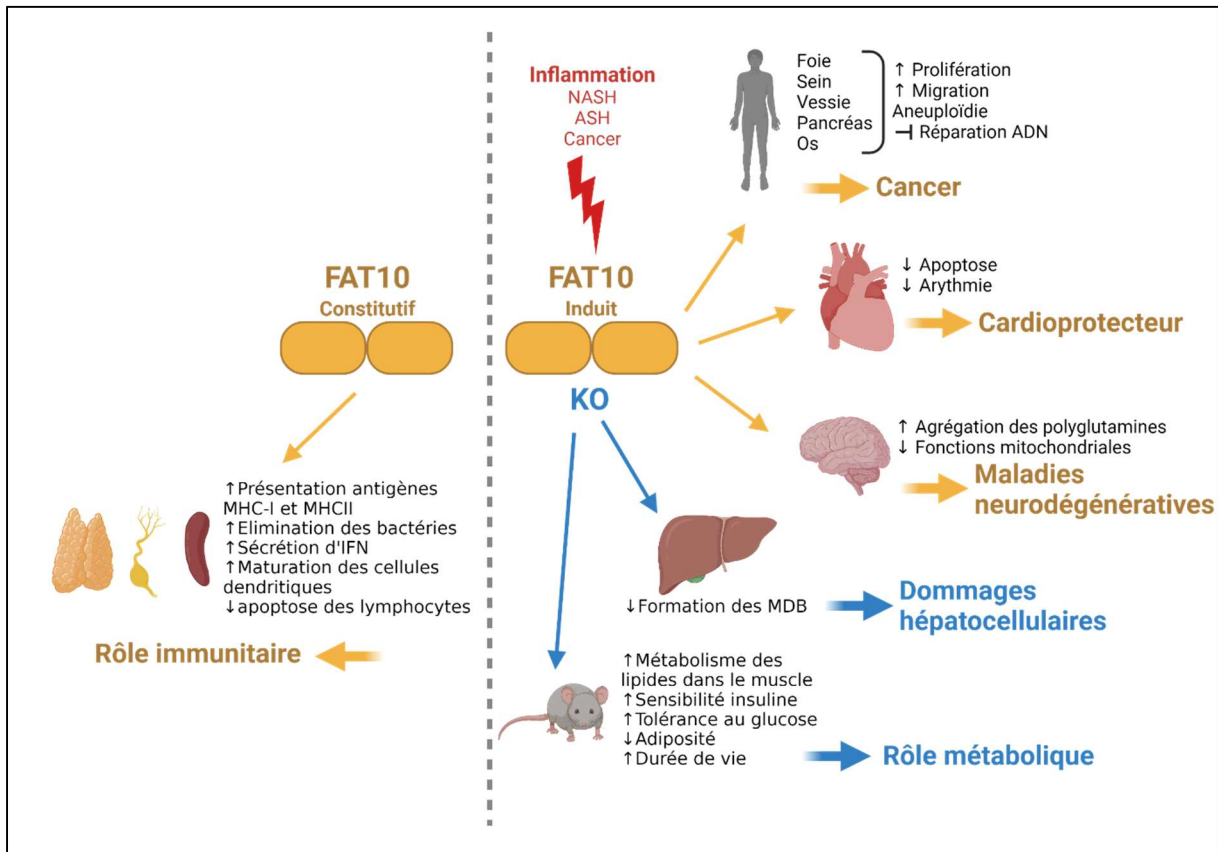 FAT10
Constitutif
↑Présentation antigènes
MHC-I et MHCII
↑Elimination des bactéries
↑Sécrétion d'IFN
↑Maturation des cellules
dendritiques
↓apoptose des lymphocytes
Rôle immunitaire
Inflammation
NASH
ASH
Cancer
FAT10
Induit
KO
Foie
Sein
Vessie
Pancréas
Os
↑ Prolifération
↑ Migration
Aneuploïdie
⊣ Réparation ADN
Cancer
↓ Apoptose
↓ Arythmie
Cardioprotecteur
↑ Agrégation des polyglutamines
↓ Fonctions mitochondriales
Maladies
neurodégénératives
↓Formation des MDB
Dommages
hépatocellulaires
↑Métabolisme des
lipides dans le muscle
↑Sensibilité insuline
↑Tolérance au glucose
↓Adiposité
↑Durée de vie
Rôle métabolique